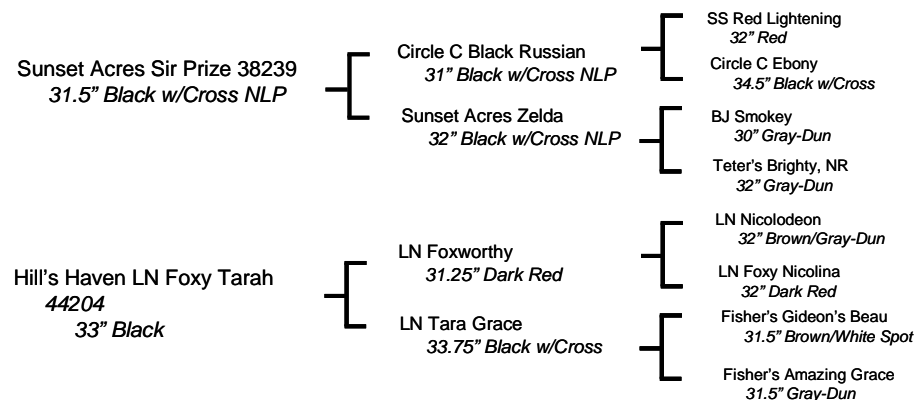 Sunset Acres Sir Prize 38239
31.5" Black w/Cross NLP
Circle C Black Russian
31" Black w/Cross NLP
SS Red Lightening
32" Red
Circle C Ebony
34.5" Black w/Cross
Sunset Acres Zelda
32" Black w/Cross NLP
BJ Smokey
30" Gray-Dun
Teter's Brighty, NR
32" Gray-Dun
Hill's Haven LN Foxy Tarah
44204
33" Black
LN Foxworthy
31.25" Dark Red
LN Nicolodeon
32" Brown/Gray-Dun
LN Foxy Nicolina
32" Dark Red
LN Tara Grace
33.75" Black w/Cross
Fisher's Gideon's Beau
31.5" Brown/White Spot
Fisher's Amazing Grace
31.5" Gray-Dun